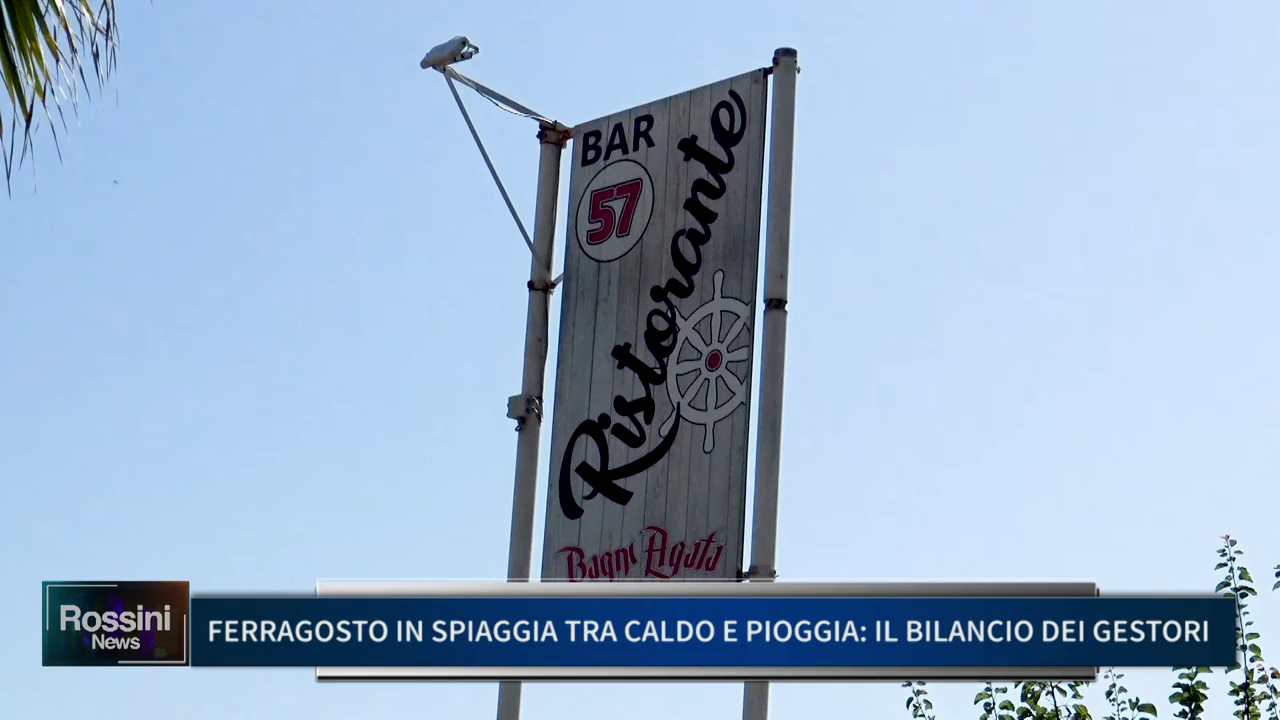 BAR
57
Ristorante
Bagni Agata
Rossini
News
FERRAGOSTO IN SPIAGGIA TRA CALDO E PIOGGIA: IL BILANCIO DEI GESTORI